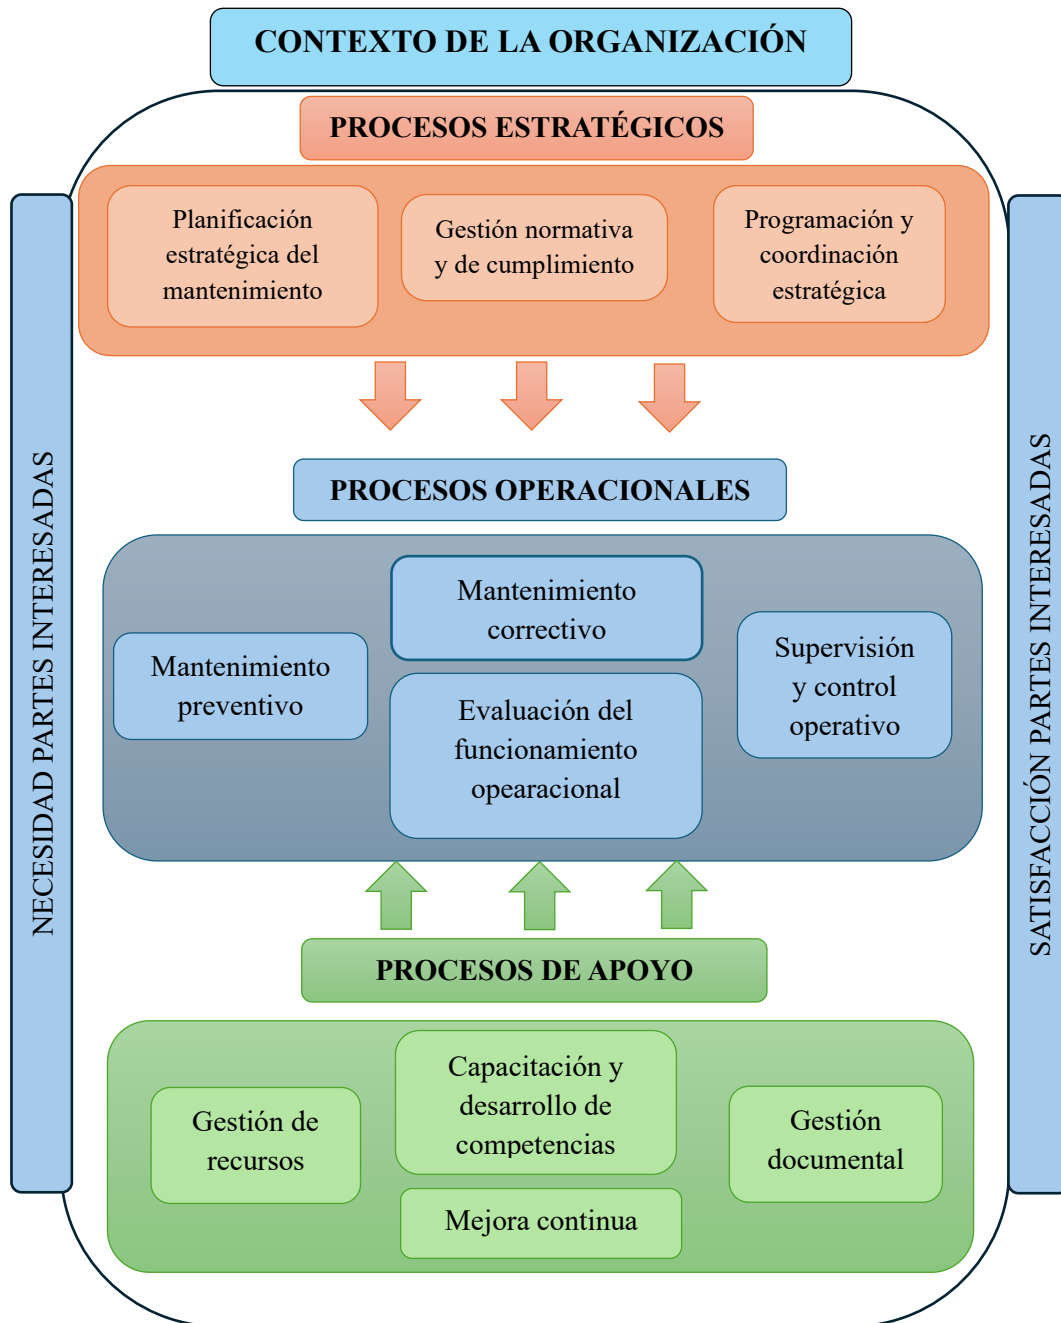 CONTEXTO DE LA ORGANIZACIÓN
PROCESOS ESTRATÉGICOS
Planificación
estratégica del
mantenimiento
Gestión normativa
y de cumplimiento
Programación y
coordinación
estratégica
NECESIDAD PARTES INTERESADAS
PROCESOS OPERACIONALES
Mantenimiento
preventivo
Mantenimiento
correctivo
Evaluación del
funcionamiento
opearacional
Supervisión
y control
operativo
SATISFACCIÓN PARTES INTERESADAS
PROCESOS DE APOYO
Gestión de
recursos
Capacitación y
desarrollo de
competencias
Mejora continua
Gestión
documental